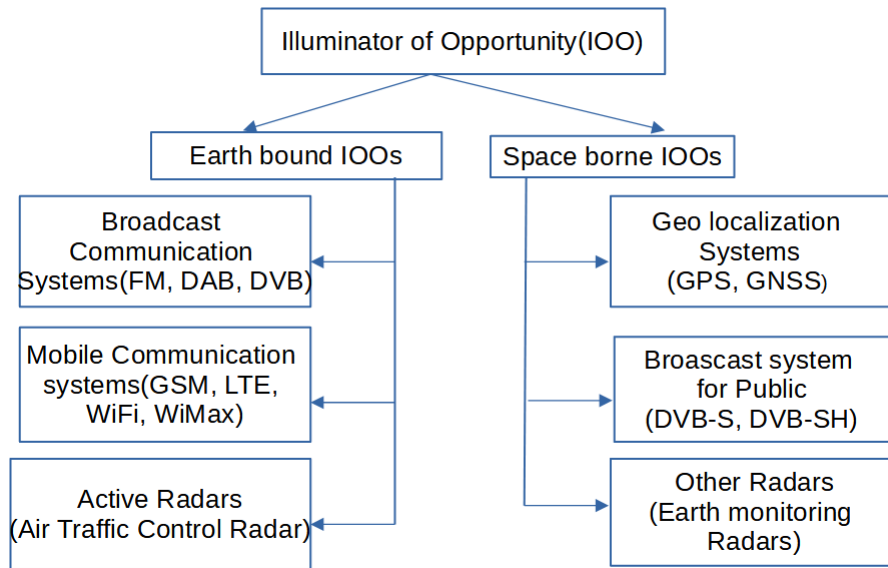 Illuminator of Opportunity(IOO)
Earth bound IOOs
Space borne IOOs
Broadcast
Communication
Systems(FM, DAB, DVB)
Geo localization
Systems
(GPS, GNSS)
Mobile Communication
systems(GSM, LTE,
WiFi, WiMax)
Broascast system
for Public
(DVB-S, DVB-SH)
Active Radars
(Air Traffic Control Radar)
Other Radars
(Earth monitoring
Radars)